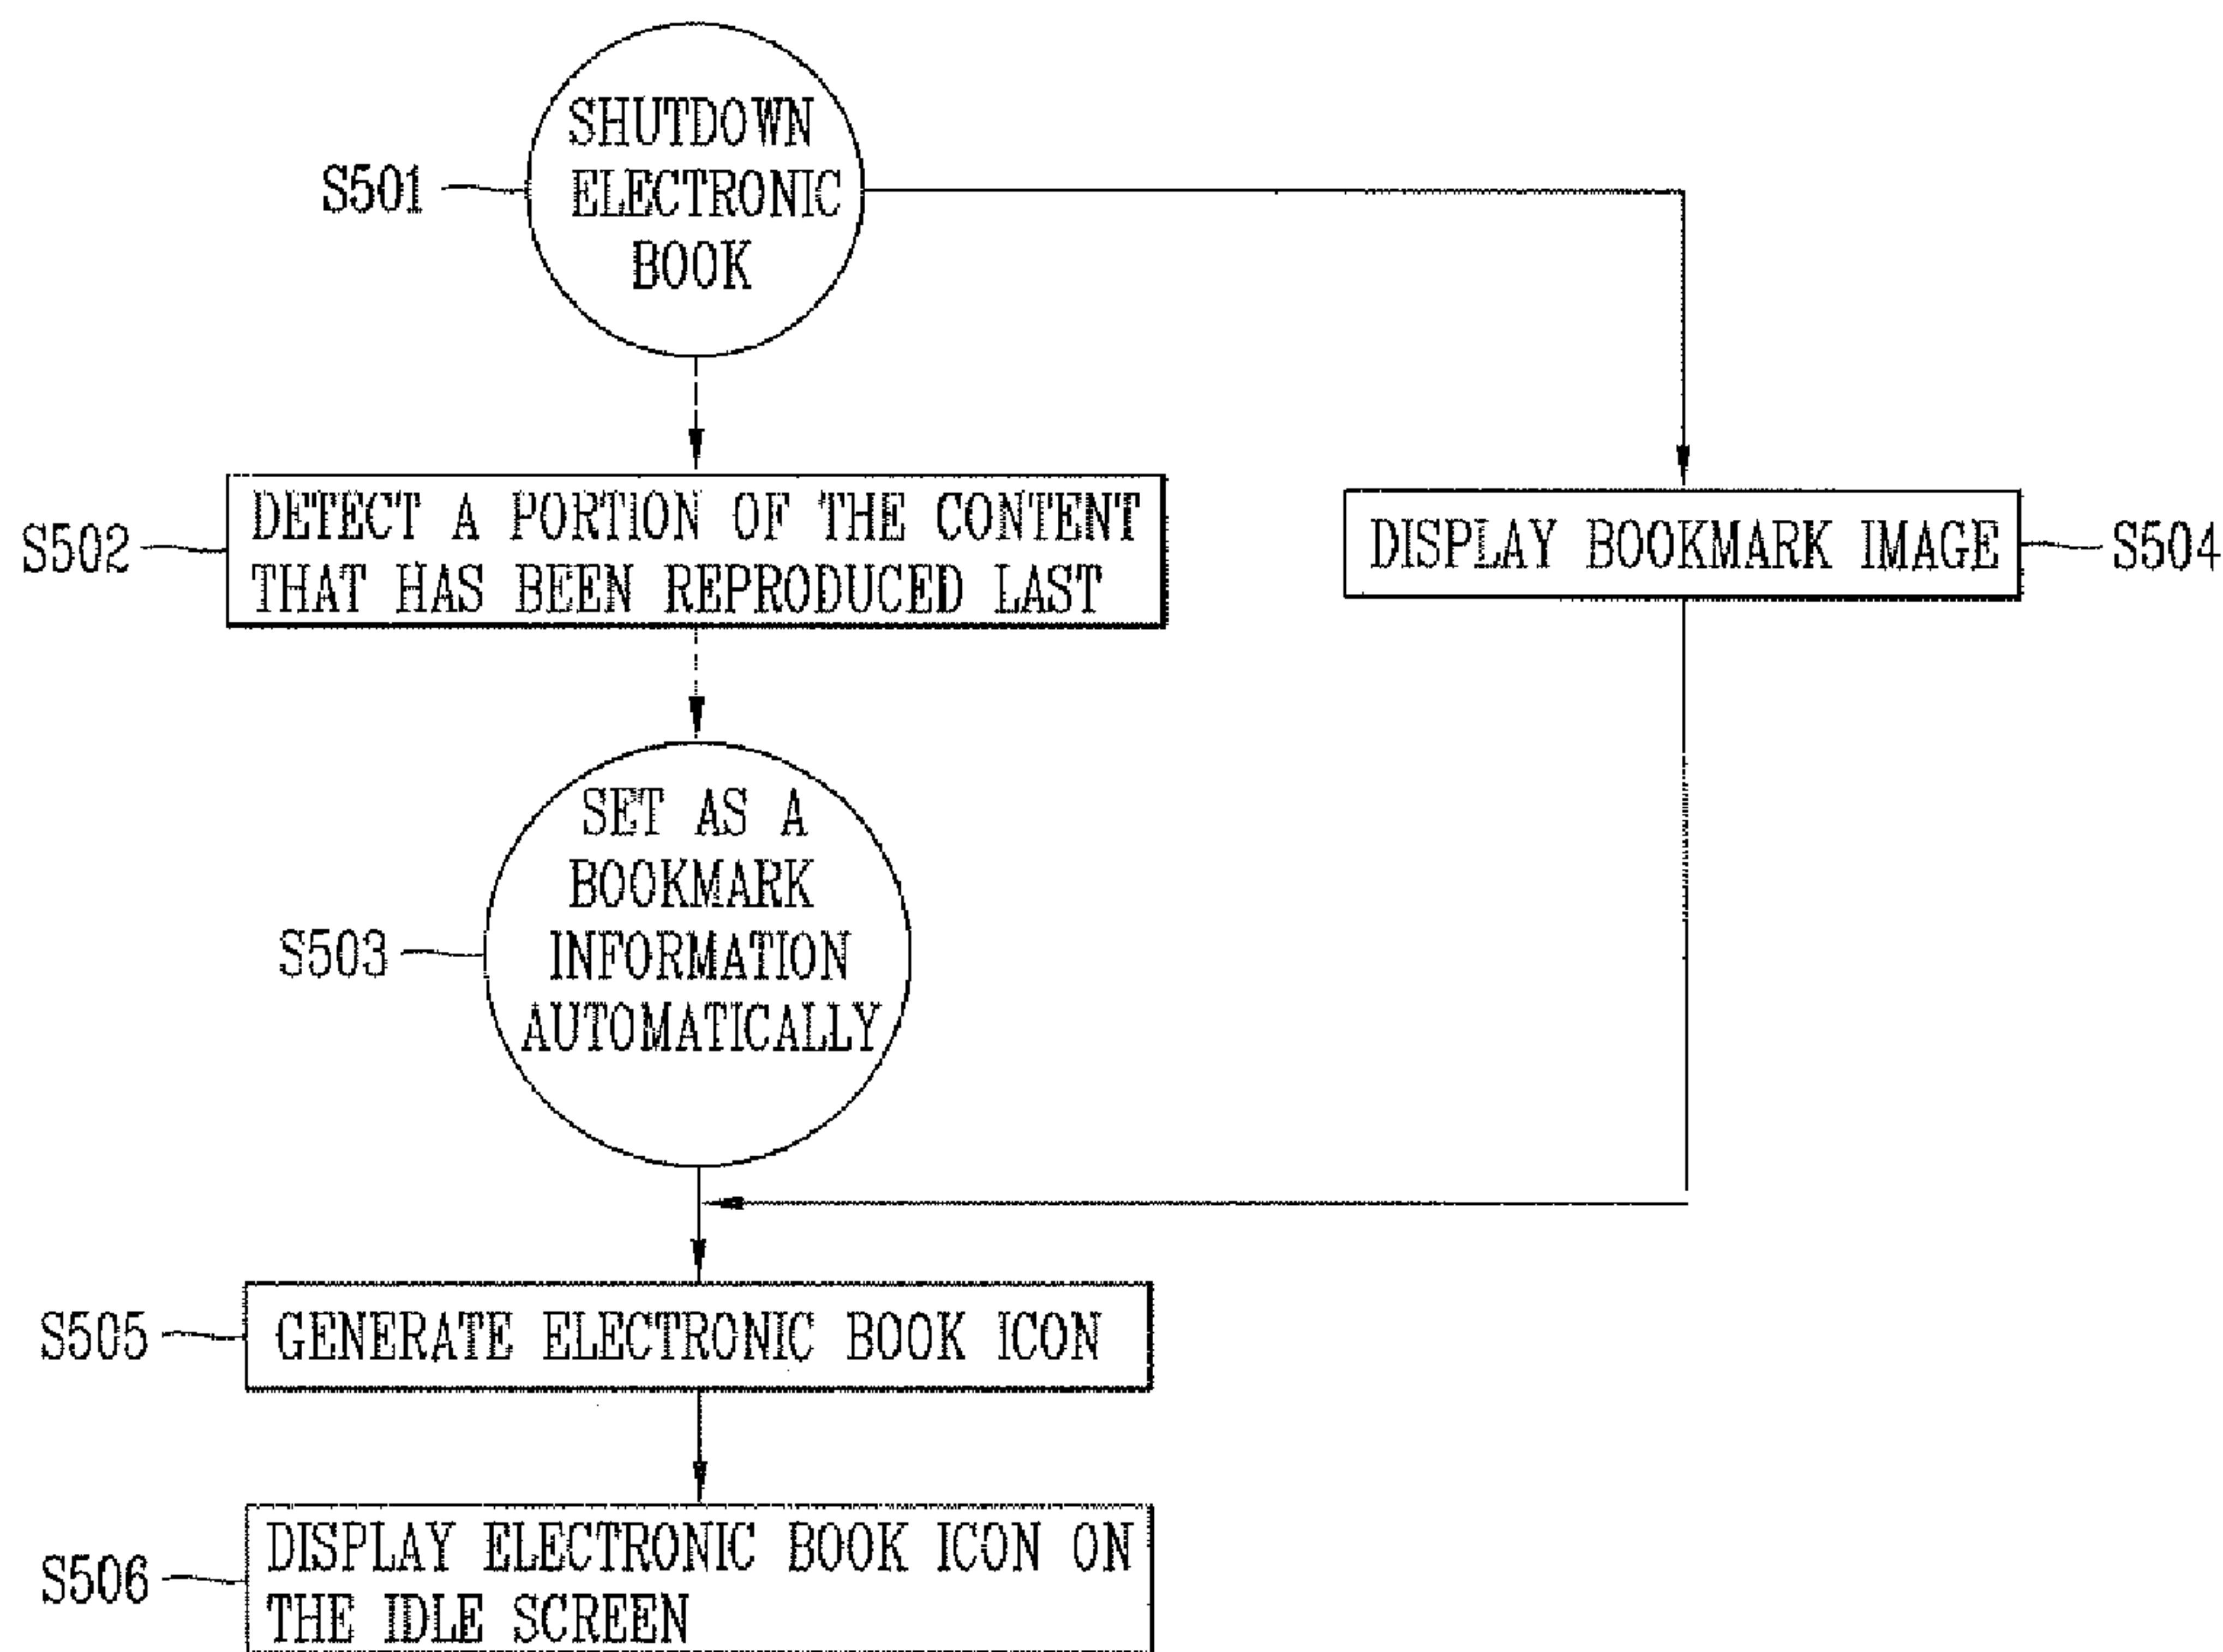 SHUTDOWN
ELECTRONIC
BOOK
S501
DETECT A PORTION OF THE CONTENT
THAT HAS BEEN REPRODUCED LAST
S502
DISPLAY BOOKMARK IMAGE
S504
SET AS A
BOOKMARK
INFORMATION
AUTOMATICALLY
S503
S505
GENERATE ELECTRONIC BOOK ICON
S506
DISPLAY ELECTRONIC BOOK ICON ON
THE IDLE SCREEN